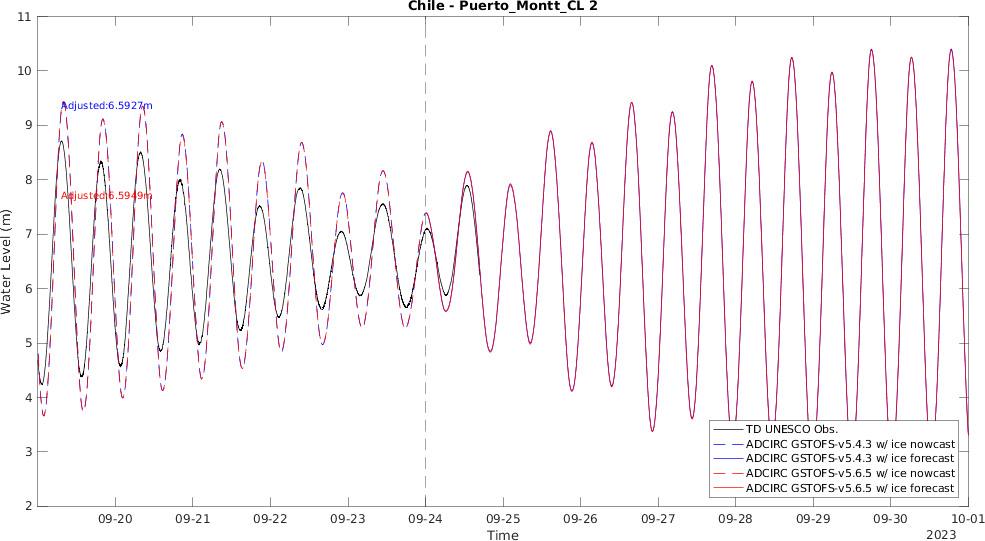 Chile - Puerto_Montt_CL 2
11
10
9
8
7
6
5
4
3
2
Water Level (m)
Adjusted:6.5927m
Adjusted:6.5949m
TD UNESCO Obs.
ADCIRC GSTOFS-v5.4.3 w/ ice nowcast
ADCIRC GSTOFS-v5.4.3 w/ ice forecast
ADCIRC GSTOFS-v5.6.5 w/ ice nowcast
ADCIRC GSTOFS-v5.6.5 w/ ice forecast
09-20 09-21 09-22 09-23 09-24 09-25 09-26 09-27 09-28 09-29 09-30 10-01
Time
2023